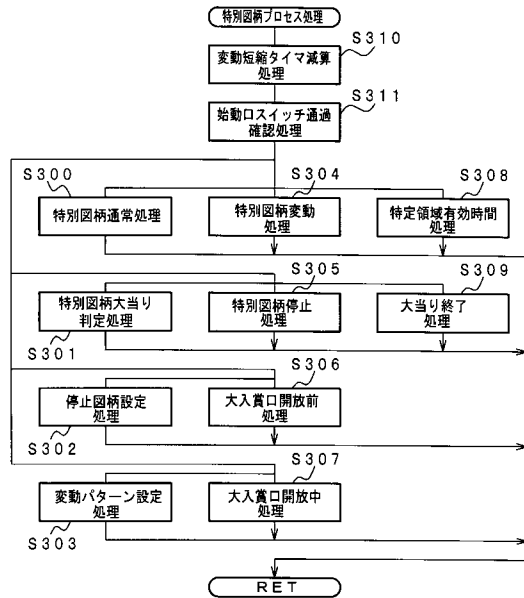 特別図柄プロセス処理
S310
変動短縮タイマ減算
処理
S311
始動口スイッチ通過
確認処理
S300
特別図柄通常処理
S304
特別図柄変動
処理
S308
特定領域有効時間
処理
特別図柄大当り
判定処理
S301
S305
特別図柄停止
処理
S309
大当り終了
処理
停止図柄設定
処理
S302
S306
大入賞口開放前
処理
変動パターン設定
処理
S303
S307
大入賞口開放中
処理
RET